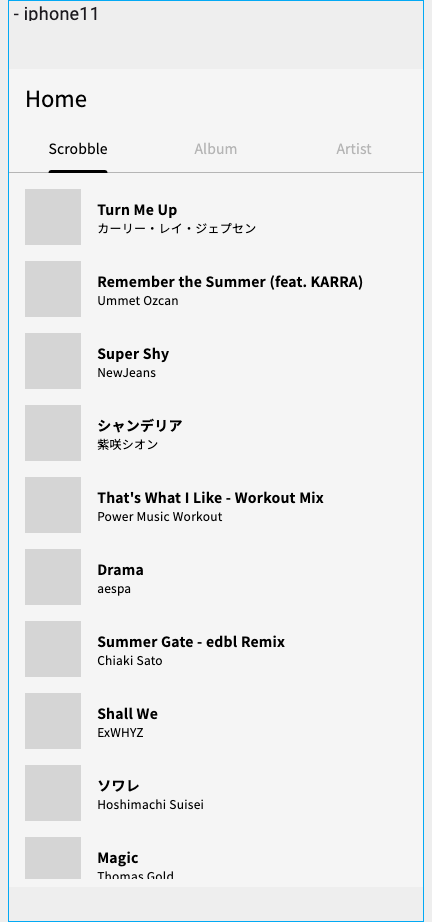 - iphone11
Home
Scrobble Album Artist
Turn Me Up
カーリー・レイ・ジェプセン
Remember the Summer (feat. KARRA)
Ummet Ozcan
Super Shy
NewJeans
シャンデリア
紫咲シオン
That's What I Like - Workout Mix
Power Music Workout
Drama
aespa
Summer Gate - edbl Remix
Chiaki Sato
Shall We
ExWHYZ
ソワレ
Hoshimachi Suisei
Magic
Thomas Gold